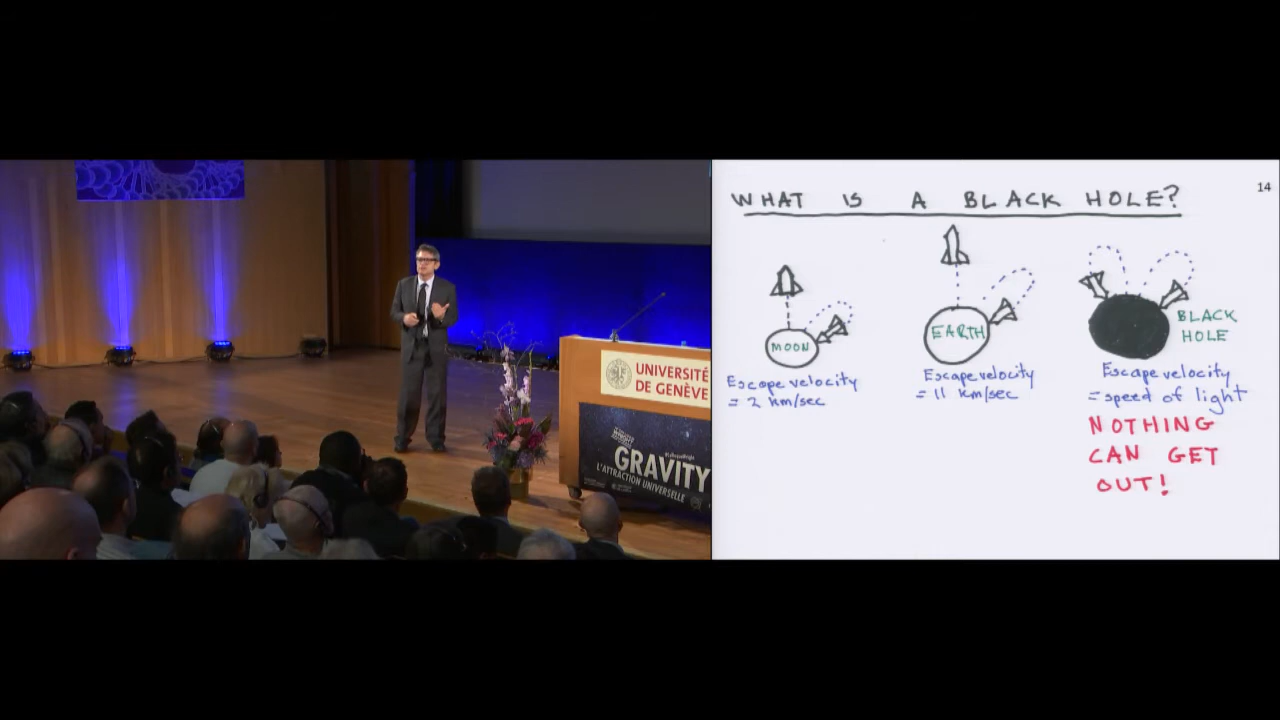 UNIVERSITÉ
DE GENÈVE
GRAVITY
L'ATTRACTION UNIVERSELLE
14
WHAT IS A BLACK HOLE?
MOON
EARTH
BLACK
HOLE
Escape velocity
= 2 km/sec
Escape velocity
= 11 km/sec
Escape velocity
= speed of light
NOTHING
CAN GET
OUT!